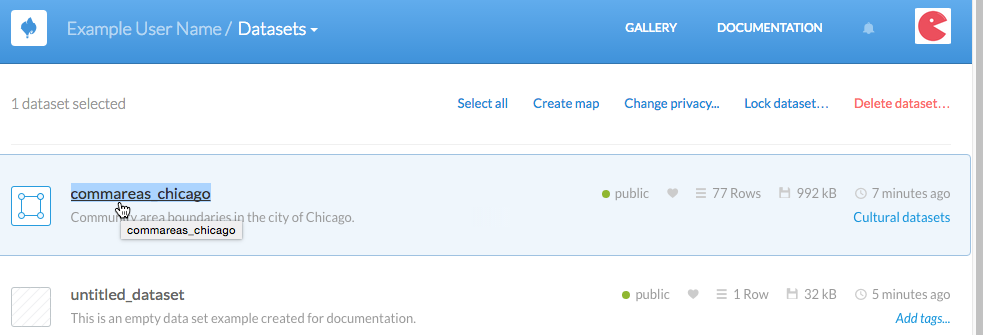 Example User Name / Datasets GALLERY DOCUMENTATION
1 dataset selected Select all Create map Change privacy... Lock dataset... Delete dataset...
commareas_chicago public 77 Rows 992 kB 7 minutes ago
Community area boundaries in the city of Chicago. Cultural datasets
commareas_chicago
untitled_dataset public 1 Row 32 kB 5 minutes ago
This is an empty data set example created for documentation. Add tags...